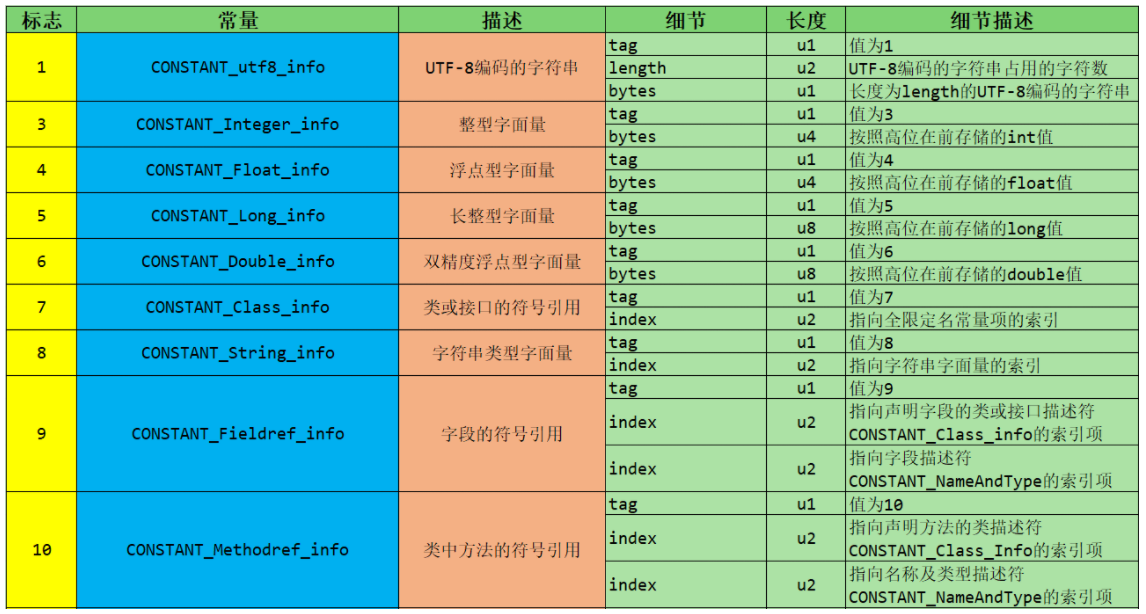 标志 常量 描述 细节 长度 细节描述
1 CONSTANT_utf8_info UTF-8编码的字符串 tag u1 值为1
length u2 UTF-8编码的字符串占用的字符数
bytes u1 长度为length的UTF-8编码的字符串
3 CONSTANT_Integer_info 整型字面量 tag u1 值为3
bytes u4 按照高位在前存储的int值
4 CONSTANT_Float_info 浮点型字面量 tag u1 值为4
bytes u4 按照高位在前存储的float值
5 CONSTANT_Long_info 长整型字面量 tag u1 值为5
bytes u8 按照高位在前存储的long值
6 CONSTANT_Double_info 双精度浮点型字面量 tag u1 值为6
bytes u8 按照高位在前存储的double值
7 CONSTANT_Class_info 类或接口的符号引用 tag u1 值为7
index u2 指向全限定名常量项的索引
8 CONSTANT_String_info 字符串类型字面量 tag u1 值为8
index u2 指向字符串字面量的索引
9 CONSTANT_Fieldref_info 字段的符号引用 tag u1 值为9
index u2 指向声明字段的类或接口描述符
CONSTANT_Class_info的索引项
index u2 指向字段描述符
CONSTANT_NameAndType的索引项
10 CONSTANT_Methodref_info 类中方法的符号引用 tag u1 值为10
index u2 指向声明方法的类描述符
CONSTANT_Class_Info的索引项
index u2 指向名称及类型描述符
CONSTANT_NameAndType的索引项